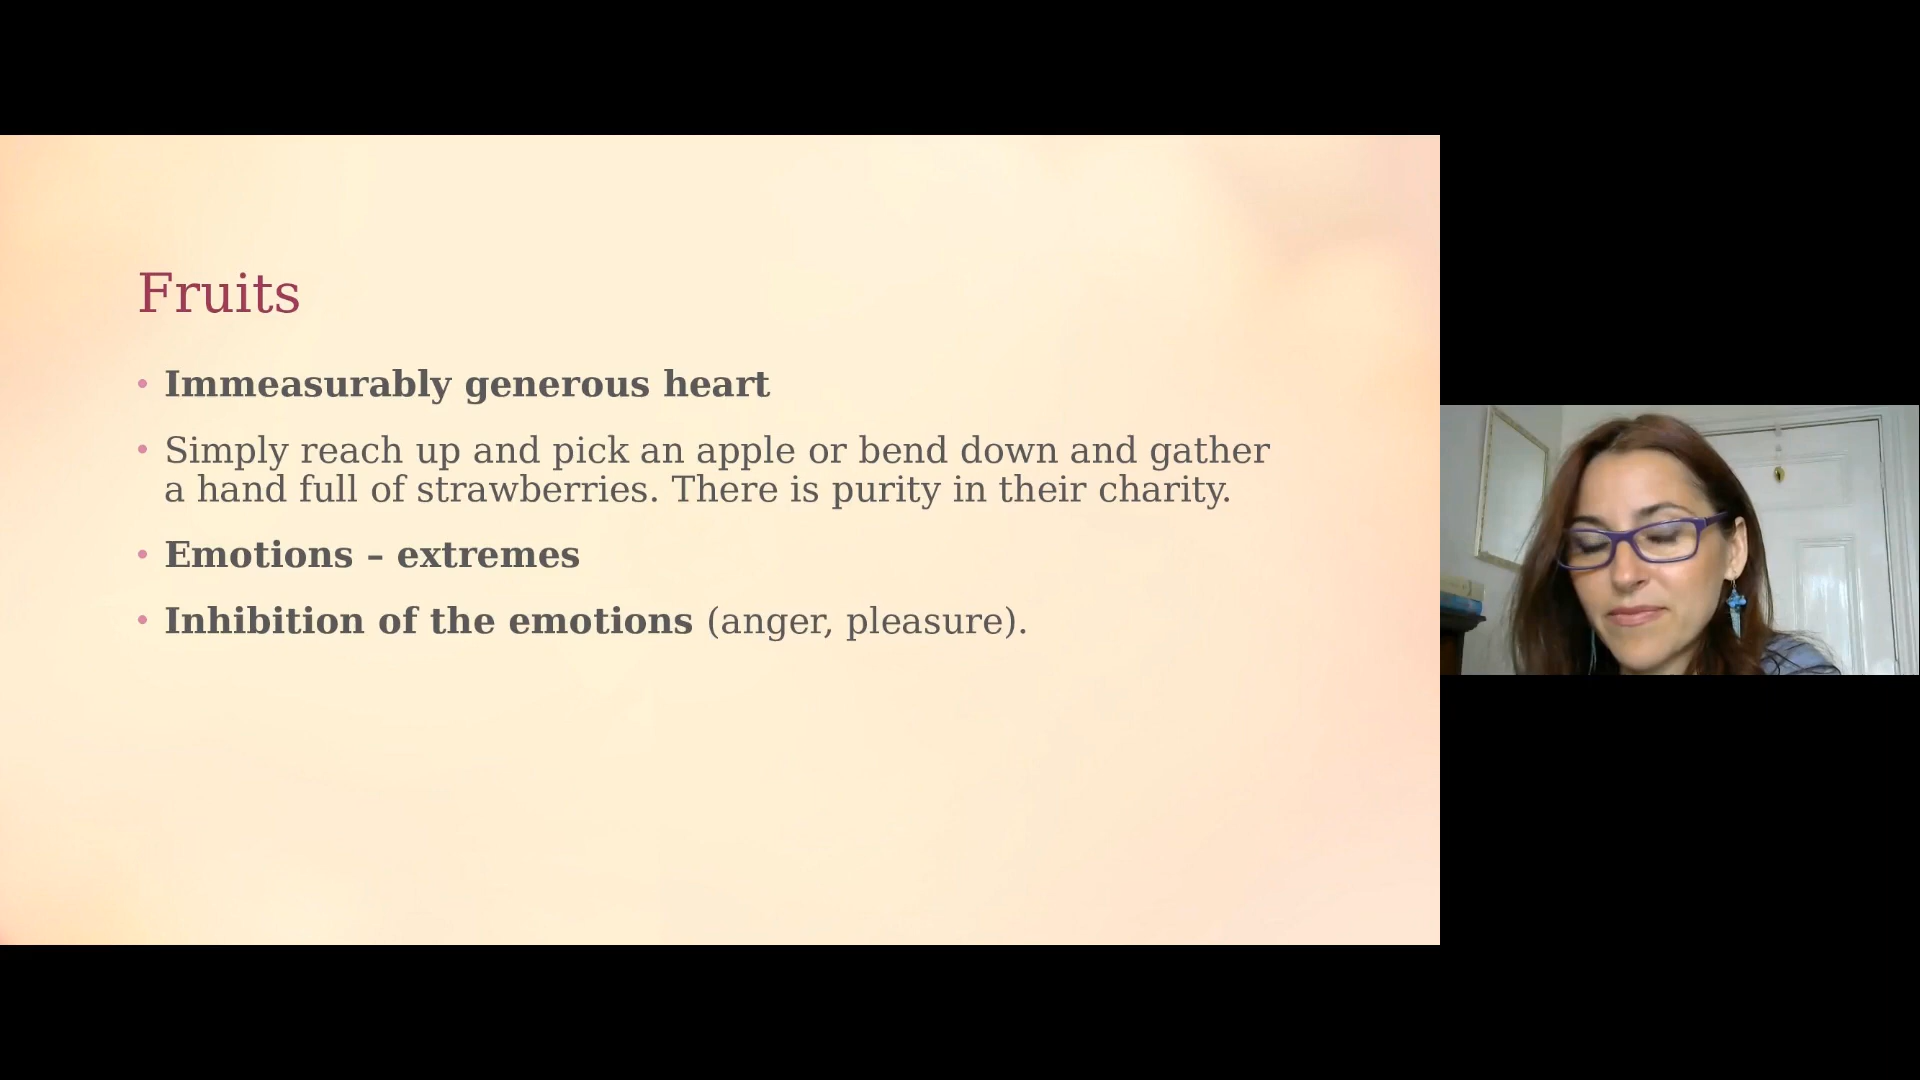 Fruits
• Immeasurably generous heart
• Simply reach up and pick an apple or bend down and gather
a hand full of strawberries. There is purity in their charity.
• Emotions – extremes
• Inhibition of the emotions (anger, pleasure).